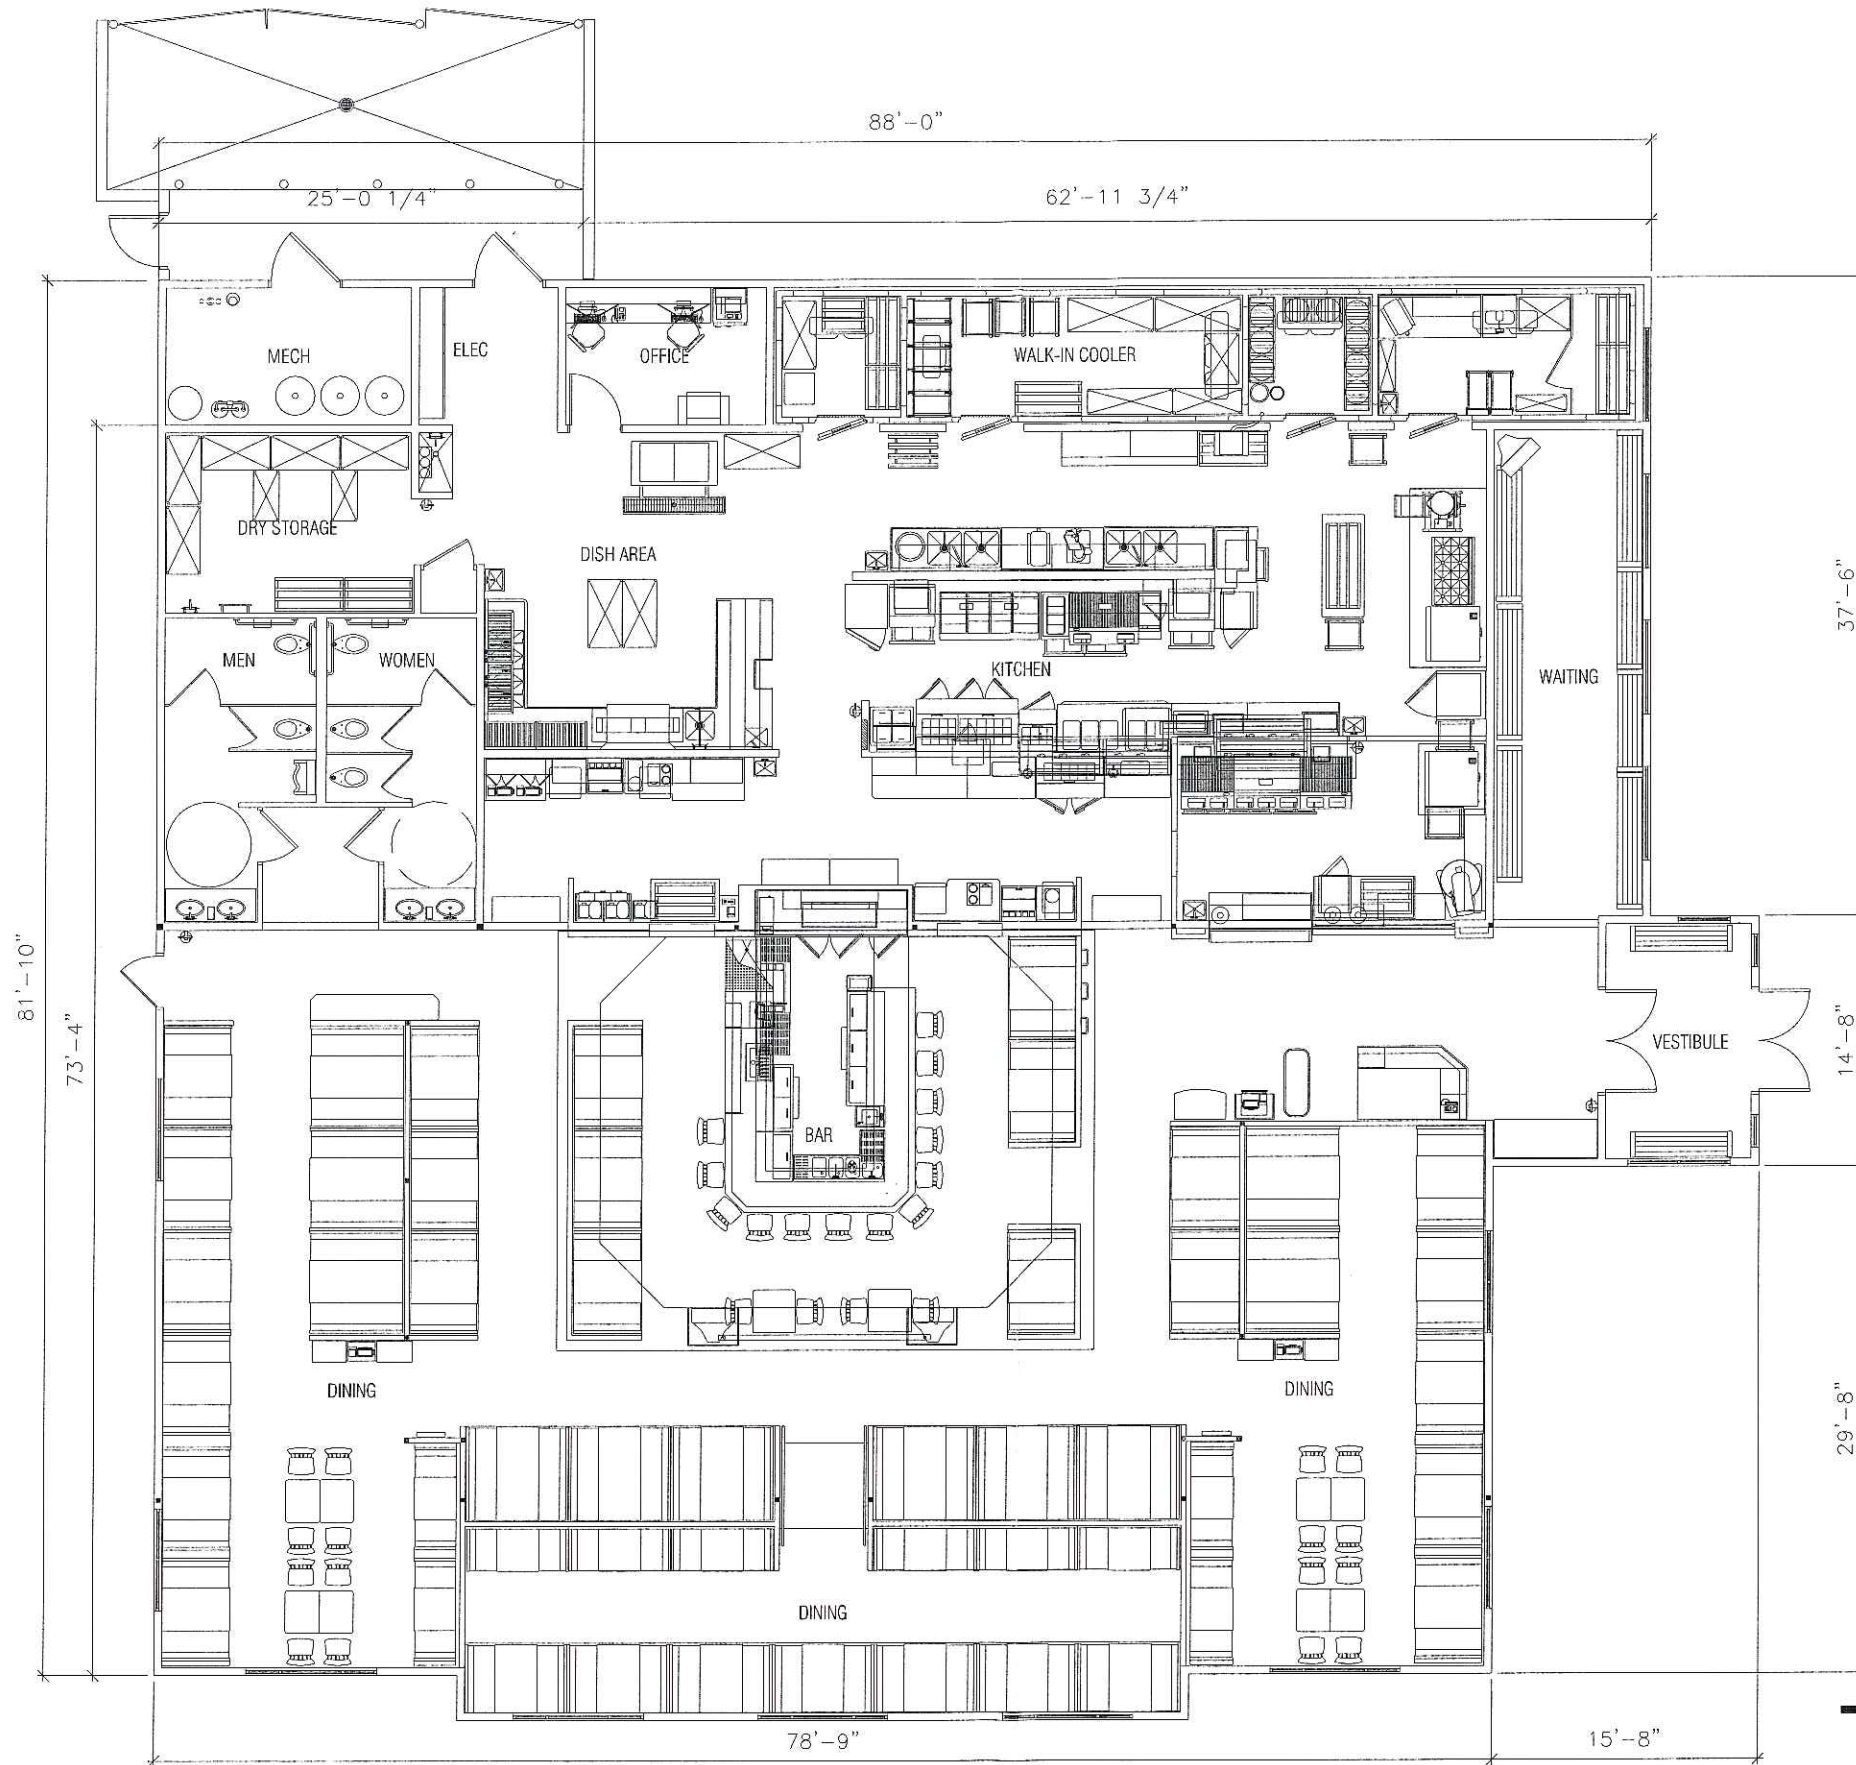 88'-0"
25'-0 1/4"
62'-11 3/4"
MECH
ELEC
OFFICE
WALK-IN COOLER
DRY STORAGE
DISH AREA
37'-6"
MEN
WOMEN
KITCHEN
WAITING
81'-10"
73'-4"
VESTIBULE
14'-8"
BAR
DINING
DINING
29'-8"
DINING
78'-9"
15'-8"